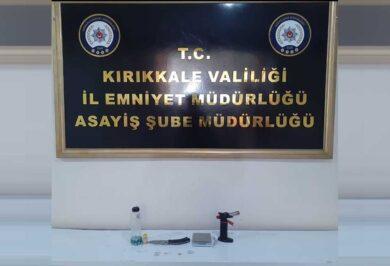 T.C.
KIRIKKALE VALİLİĞİ
İL EMNİYET MÜDÜRLÜĞÜ
ASAYİŞ ŞUBE MÜDÜRLÜĞÜ